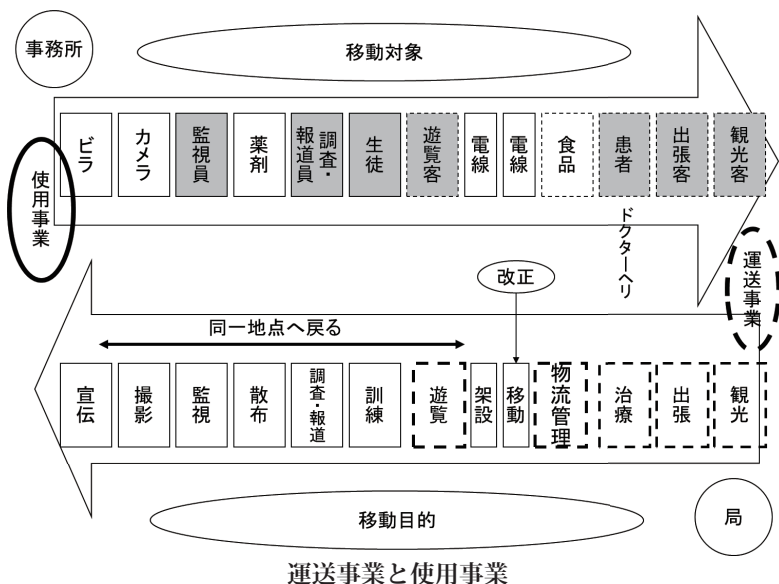 事務所
移動対象
使用事業
ビラ
カメラ
監視員
薬剤
調査・報道員
生徒
遊覧客
電線
電線
食品
患者
出張客
観光客
ドクターヘリ
運送事業
改正
同一地点へ戻る
宣伝
撮影
監視
散布
調査・報道
訓練
遊覧
架設
移動
物流管理
治療
出張
観光
移動目的
局
運送事業と使用事業